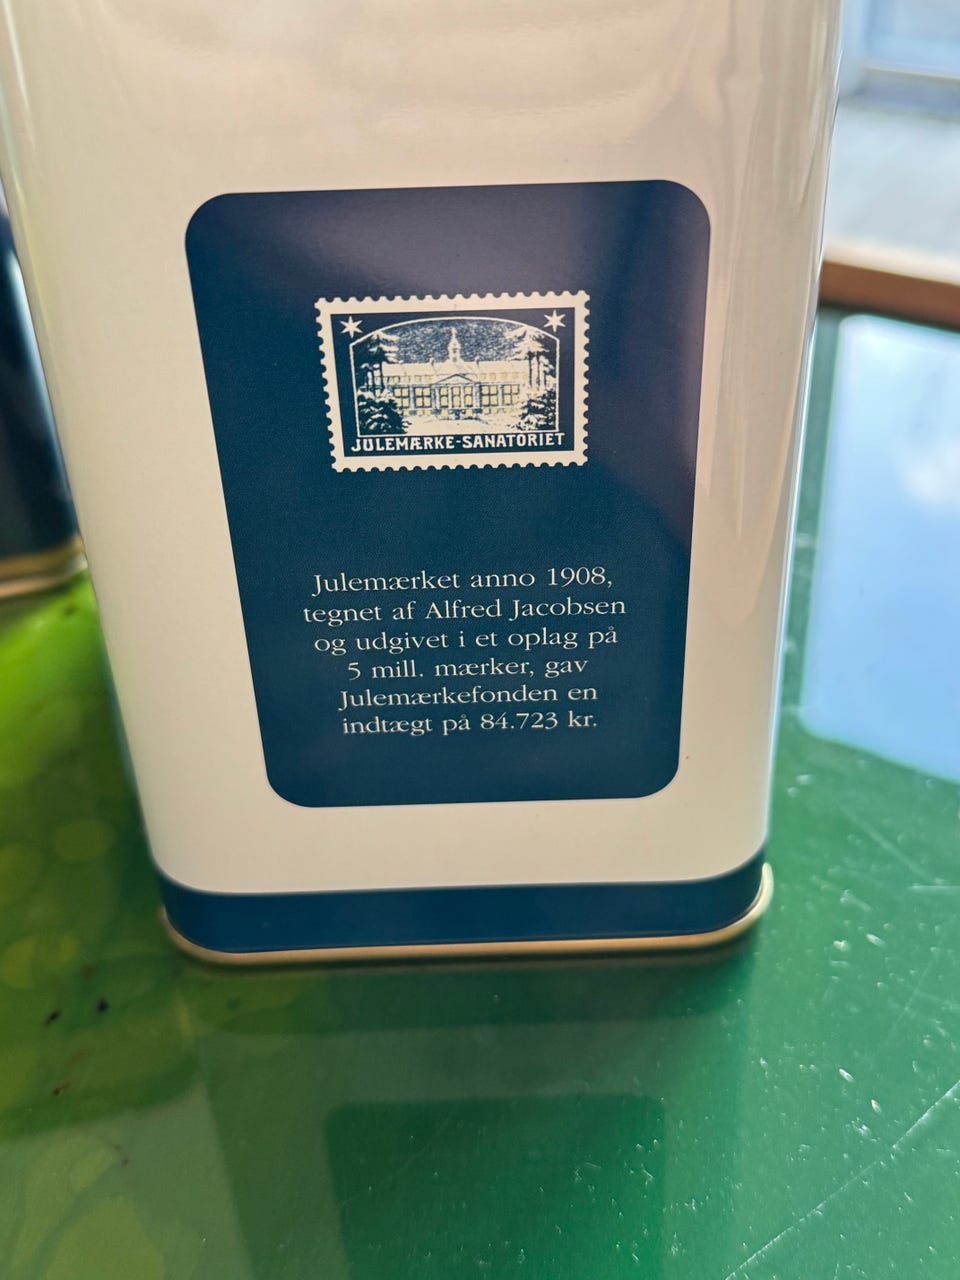 JULEMÆRKE-SANATORIET
Julemærket anno 1908,
tegnet af Alfred Jacobsen
og udgivet i et oplag på
5 mill. mærker, gav
Julemærkefonden en
indtægt på 84.723 kr.